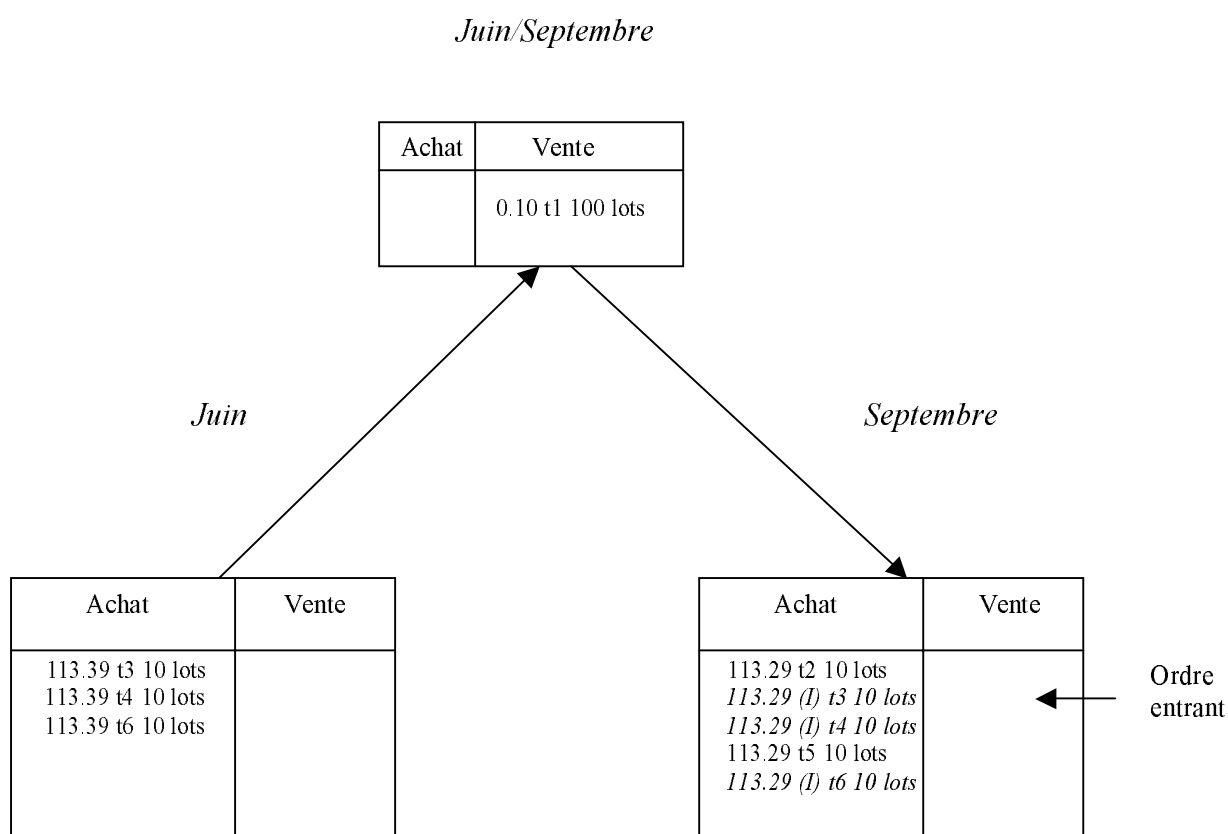 Juin/Septembre
Achat Vente
0.10 t1 100 lots
Juin
Septembre
Achat Vente
113.39 t3 10 lots
113.39 t4 10 lots
113.39 t6 10 lots
Achat Vente
113.29 t2 10 lots
113.29 (I) t3 10 lots
113.29 (I) t4 10 lots
113.29 t5 10 lots
113.29 (I) t6 10 lots
Ordre
entrant